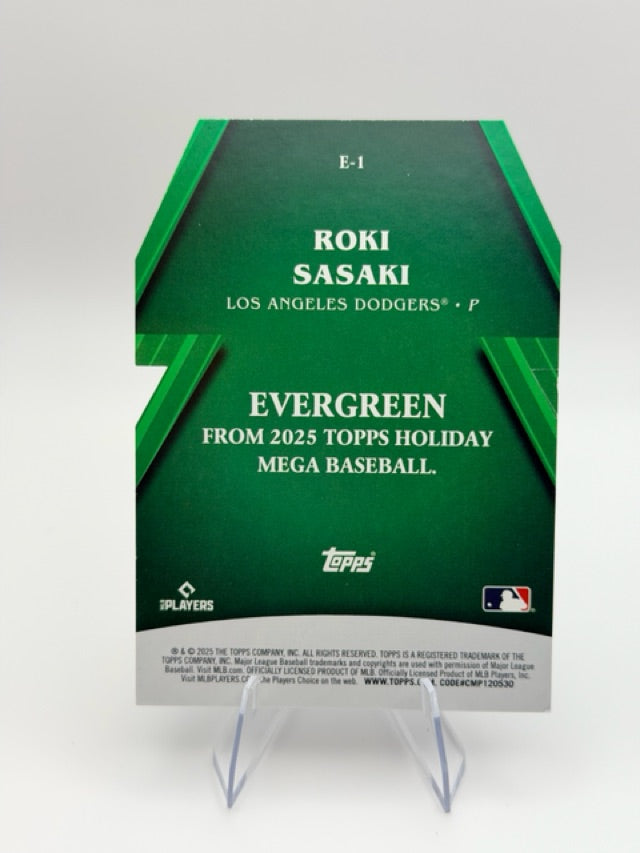 E-1
ROKI
SASAKI
LOS ANGELES DODGERS® · P
EVERGREEN
FROM 2025 TOPPS HOLIDAY
MEGA BASEBALL.
topps®
PLAYERS
® & © 2025 THE TOPPS COMPANY, INC. ALL RIGHTS RESERVED. TOPPS IS A REGISTERED TRADEMARK OF THE
TOPPS COMPANY, INC. Major League Baseball trademarks and copyrights are used with permission of Major League
Baseball. Visit MLB.com. OFFICIALLY LICENSED PRODUCT OF MLB. Officially Licensed Product of MLB Players, Inc.
Visit MLBPLAYERS.CO the Players Choice on the web. WWW.TOPPS.COM. CODE#CMP120530